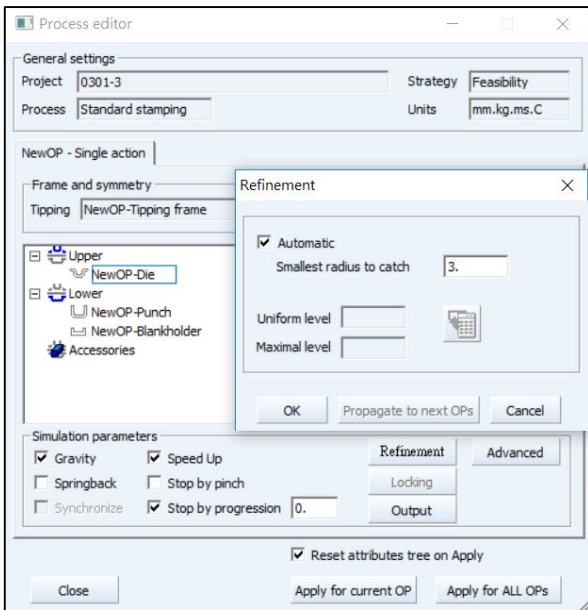 Process editor
General settings
Project 0301-3 Strategy Feasibility
Process Standard stamping Units mm.kg.ms.C
NewOP - Single action
Frame and symmetry
Tipping NewOP-Tipping frame
Upper
NewOP-Die
Lower
NewOP-Punch
NewOP-Blankholder
Accessories
Refinement
Automatic
Smallest radius to catch 3.
Uniform level
Maximal level
OK Propagate to next OPs Cancel
Simulation parameters
Gravity Speed Up Refinement Advanced
Springback Stop by pinch Locking
Synchronize Stop by progression 0. Output
Reset attributes tree on Apply
Close Apply for current OP Apply for ALL OPs